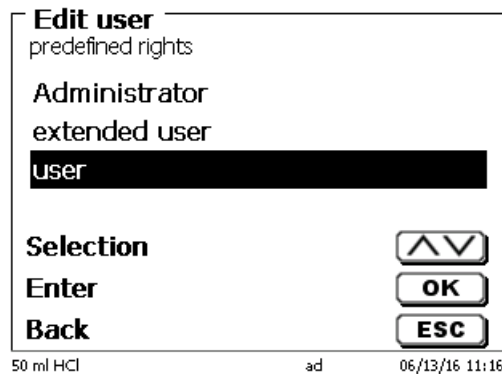 Edit user
predefined rights
Administrator
extended user
user
Selection
Enter OK
Back ESC
50 ml HCl ad 06/13/16 11:16